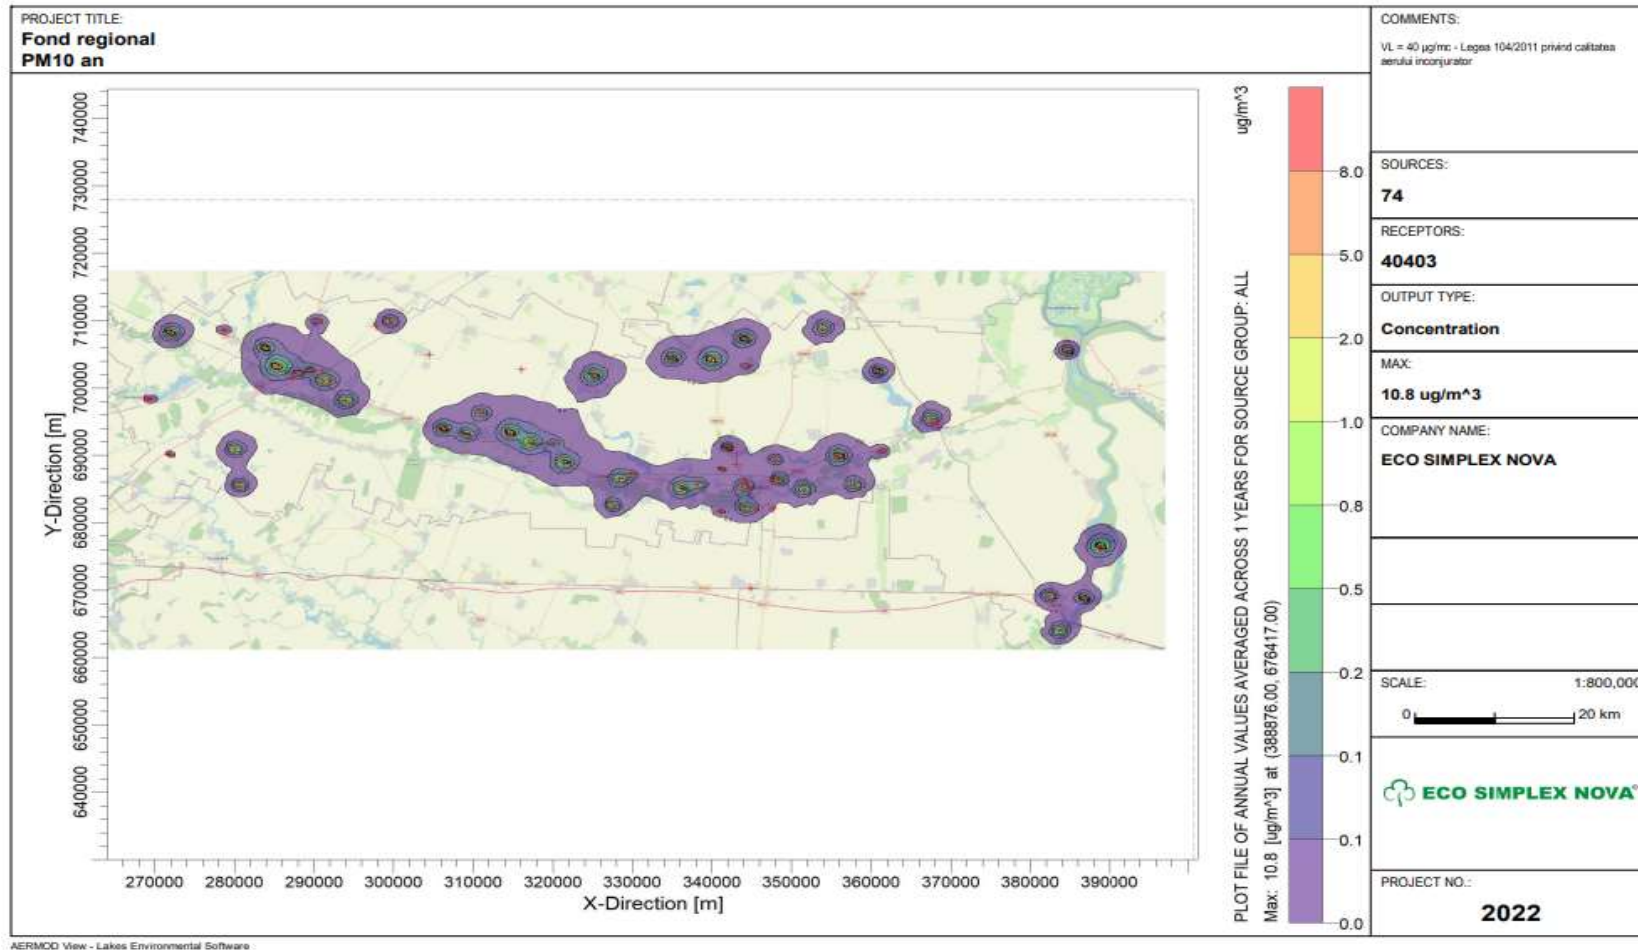 PROJECT TITLE:
Fond regional
PM10 an
COMMENTS:
VL = 40 µg/mc - Legea 104/2011 privind calitatea
aerului inconjurator
SOURCES:
74
RECEPTORS:
40403
OUTPUT TYPE:
Concentration
MAX:
10.8 ug/m^3
COMPANY NAME:
ECO SIMPLEX NOVA
SCALE:
1:800,000
0
20 km
ECO SIMPLEX NOVA®
PROJECT NO.:
2022
Y-Direction [m]
740000
730000
720000
710000
700000
690000
680000
670000
660000
650000
640000
270000 280000 290000 300000 310000 320000 330000 340000 350000 360000 370000 380000 390000
X-Direction [m]
PLOT FILE OF ANNUAL VALUES AVERAGED ACROSS 1 YEARS FOR SOURCE GROUP: ALL
ug/m^3
Max: 10.8 [ug/m^3] at (388876.00, 676417.00)
8.0
5.0
2.0
1.0
0.8
0.5
0.2
0.1
0.1
0.0
AERMOD View - Lakes Environmental Software